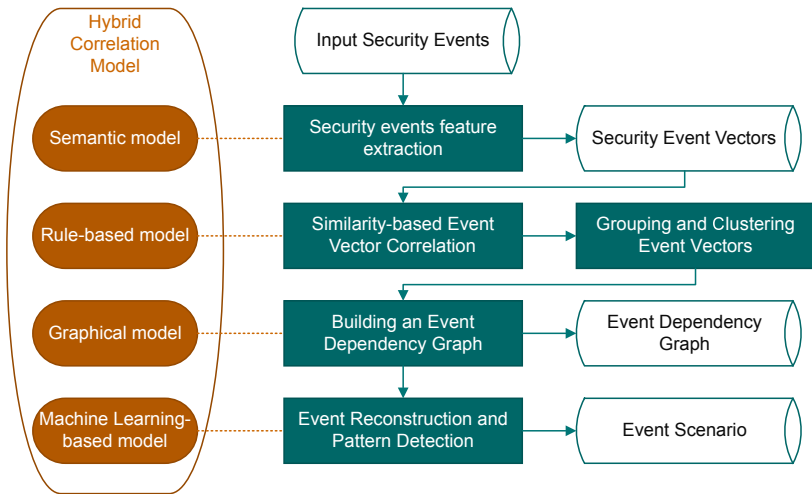 Hybrid
Correlation
Model
Input Security Events
Semantic model
Security events feature
extraction
Security Event Vectors
Rule-based model
Similarity-based Event
Vector Correlation
Grouping and Clustering
Event Vectors
Graphical model
Building an Event
Dependency Graph
Event Dependency
Graph
Machine Learning-
based model
Event Reconstruction and
Pattern Detection
Event Scenario